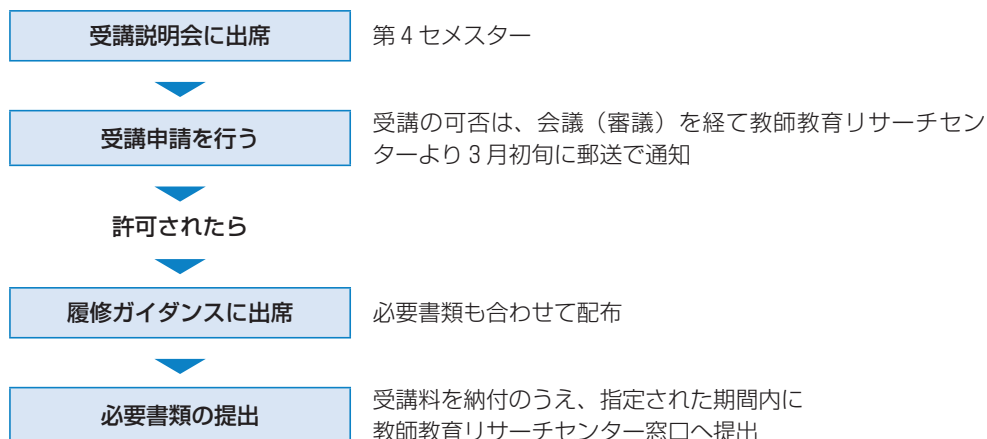 受講説明会に出席
第4セメスター
受講申請を行う
受講の可否は、会議（審議）を経て教師教育リサーチセン
ターより3月初旬に郵送で通知
許可されたら
履修ガイダンスに出席
必要書類も合わせて配布
必要書類の提出
受講料を納付のうえ、指定された期間内に
教師教育リサーチセンター窓口へ提出